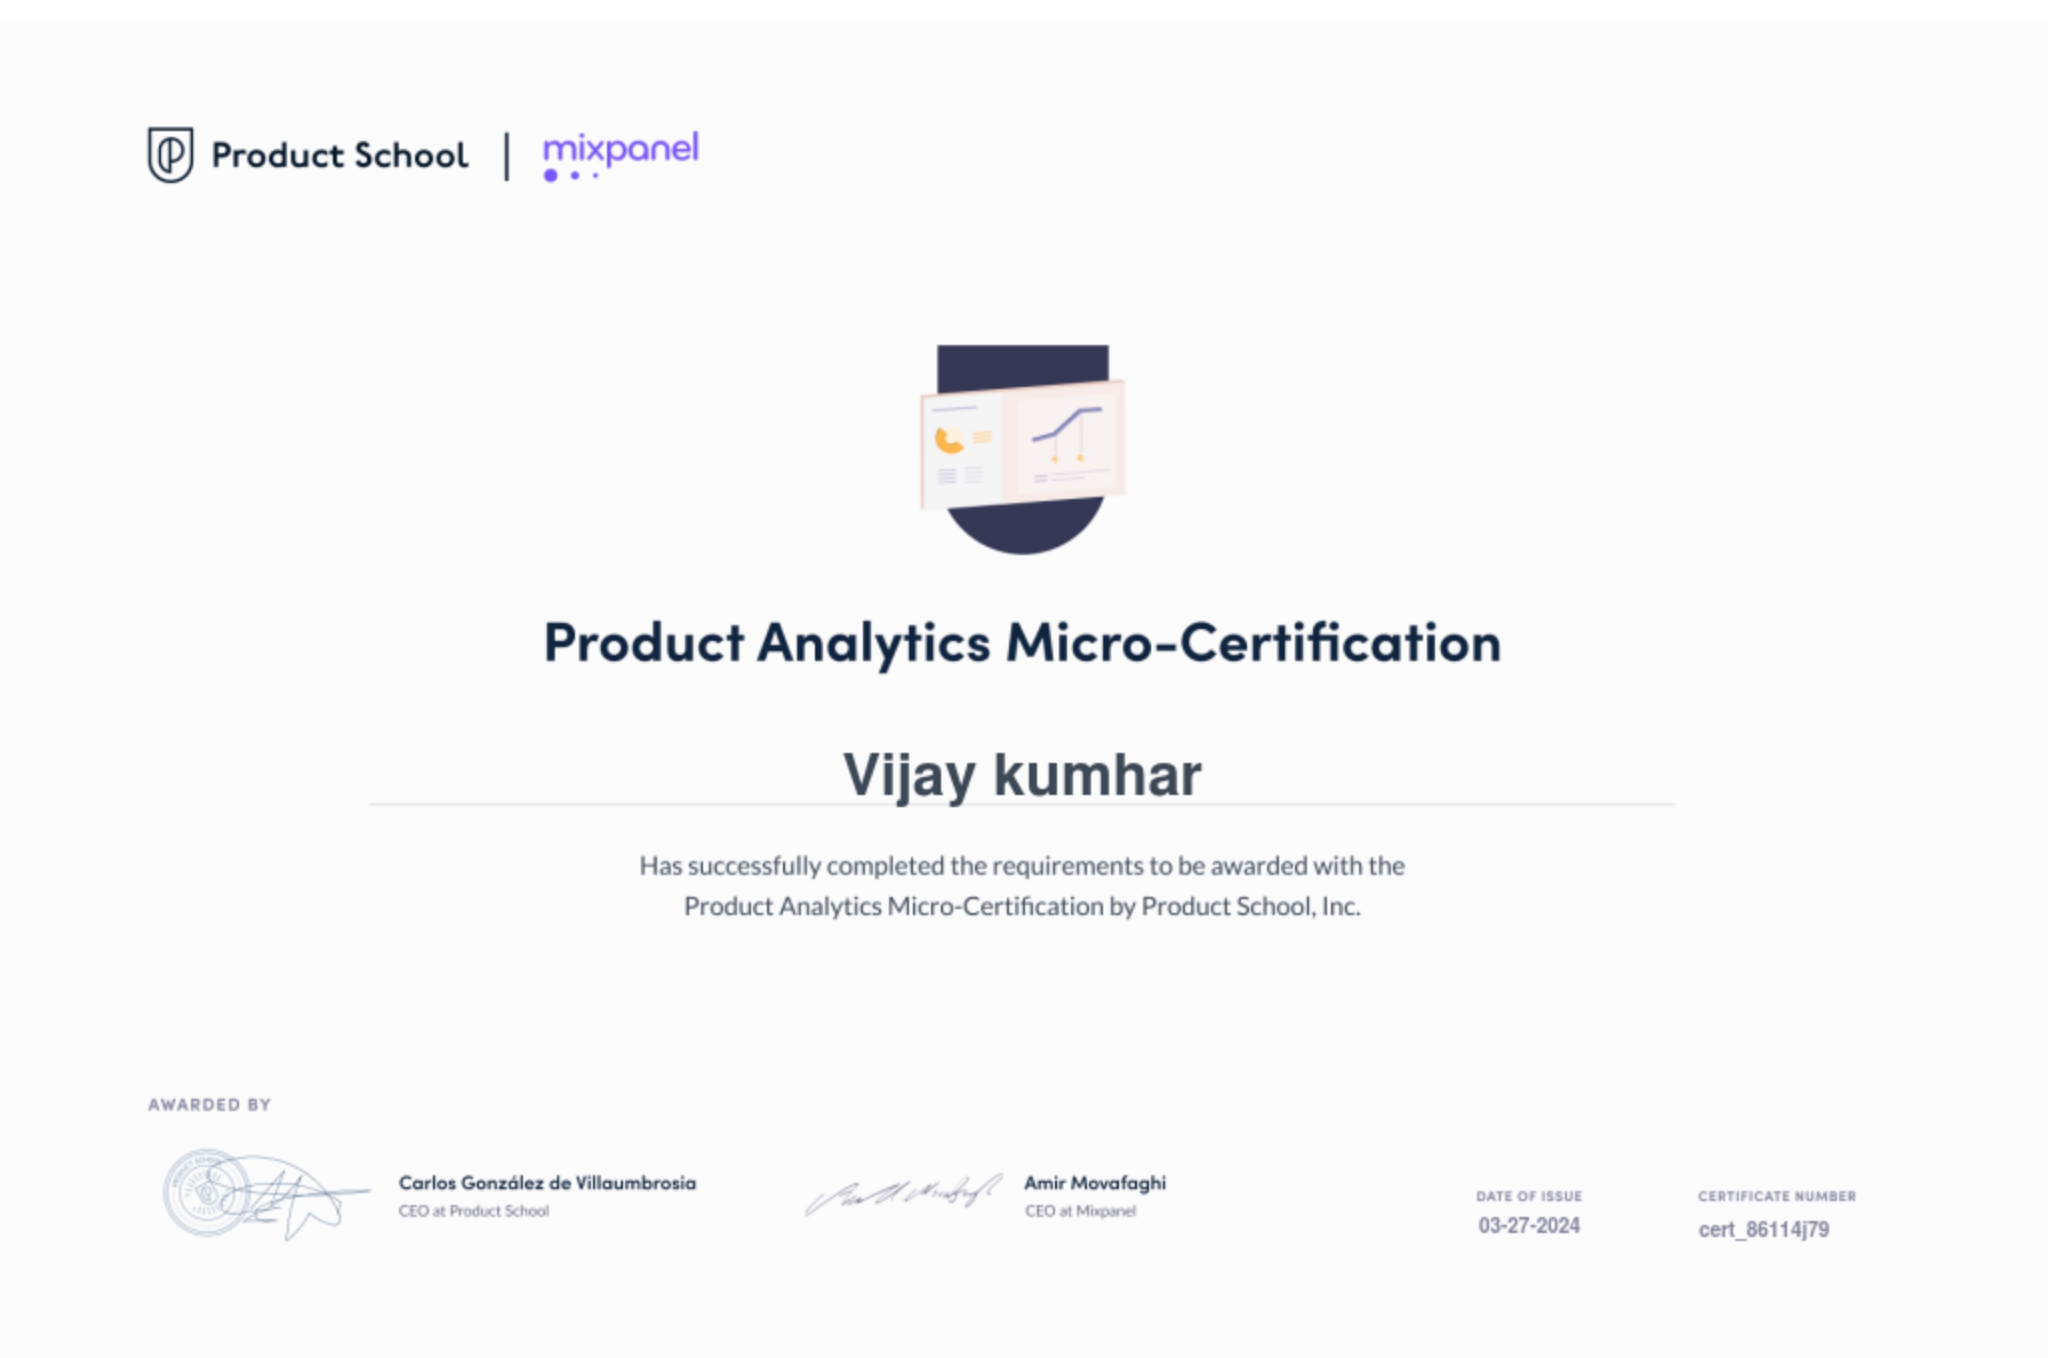 Product School | mixpanel
Product Analytics Micro-Certification
Vijay kumhar
Has successfully completed the requirements to be awarded with the
Product Analytics Micro-Certification by Product School, Inc.
AWARDED BY
Carlos González de Villaumbrosia
CEO at Product School
Amir Movafaghi
CEO at Mixpanel
DATE OF ISSUE
03-27-2024
CERTIFICATE NUMBER
cert_86114j79